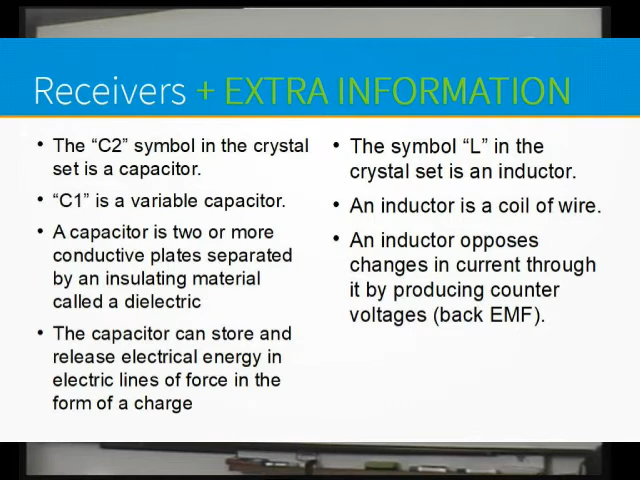 Receivers + EXTRA INFORMATION
• The “C2” symbol in the crystal
set is a capacitor.
• “C1” is a variable capacitor.
• A capacitor is two or more
conductive plates separated
by an insulating material
called a dielectric
• The capacitor can store and
release electrical energy in
electric lines of force in the
form of a charge
• The symbol “L” in the
crystal set is an inductor.
• An inductor is a coil of wire.
• An inductor opposes
changes in current through
it by producing counter
voltages (back EMF).